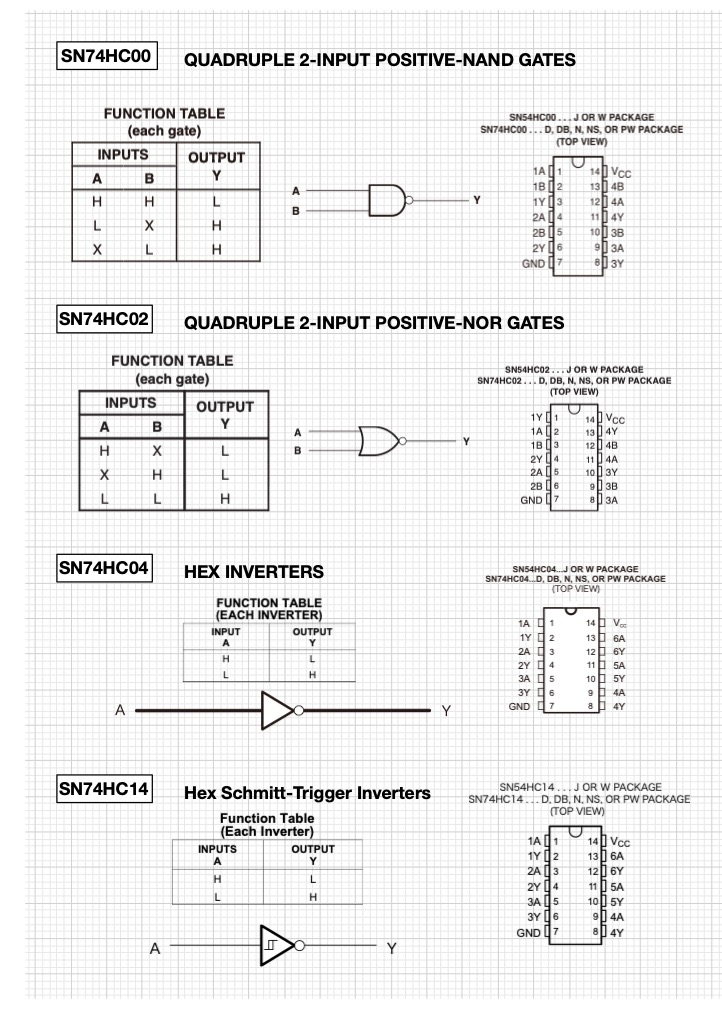 SN74HC00 QUADRUPLE 2-INPUT POSITIVE-NAND GATES
FUNCTION TABLE
(each gate)
INPUTS OUTPUT
A B Y
H H L
L X H
X L H
A
B
Y
SN54HC00 . . . J OR W PACKAGE
SN74HC00 . . . D, DB, N, NS, OR PW PACKAGE
(TOP VIEW)
1A 1 14 VCC
1B 2 13 4B
1Y 3 12 4A
2A 4 11 4Y
2B 5 10 3B
2Y 6 9 3A
GND 7 8 3Y
SN74HC02 QUADRUPLE 2-INPUT POSITIVE-NOR GATES
FUNCTION TABLE
(each gate)
INPUTS OUTPUT
A B Y
H X L
X H L
L L H
A
B
Y
SN54HC02 . . . J OR W PACKAGE
SN74HC02 . . . D, DB, N, NS, OR PW PACKAGE
(TOP VIEW)
1Y 1 14 VCC
1A 2 13 4Y
1B 3 12 4B
2Y 4 11 4A
2A 5 10 3Y
2B 6 9 3B
GND 7 8 3A
SN74HC04 HEX INVERTERS
FUNCTION TABLE
(EACH INVERTER)
INPUT OUTPUT
A Y
H L
L H
A Y
SN54HC04...J OR W PACKAGE
SN74HC04...D, DB, N, NS, OR PW PACKAGE
(TOP VIEW)
1A 1 14 Vcc
1Y 2 13 6A
2A 3 12 6Y
2Y 4 11 5A
3A 5 10 5Y
3Y 6 9 4A
GND 7 8 4Y
SN74HC14 Hex Schmitt-Trigger Inverters
Function Table
(Each Inverter)
INPUTS OUTPUT
A Y
H L
L H
A Y
SN54HC14 . . . J OR W PACKAGE
SN74HC14 . . . D, DB, N, NS, OR PW PACKAGE
(TOP VIEW)
1A 1 14 VCC
1Y 2 13 6A
2A 3 12 6Y
2Y 4 11 5A
3A 5 10 5Y
3Y 6 9 4A
GND 7 8 4Y